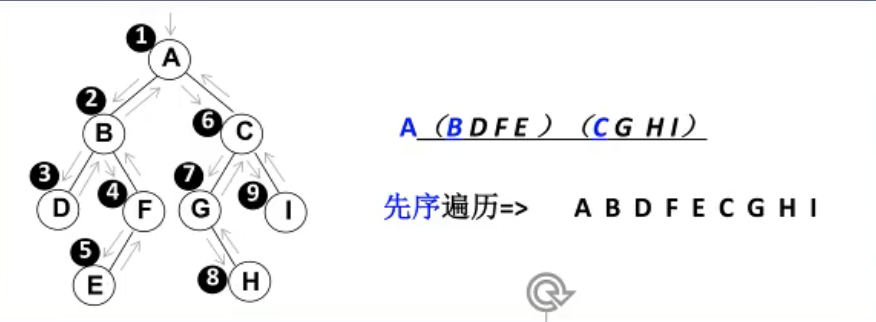 1
A
2
B
6
C
3
D
4
F
7
G
9
I
5
E
8
H
A（B D F E ）（C G H I）
先序遍历=> A B D F E C G H I